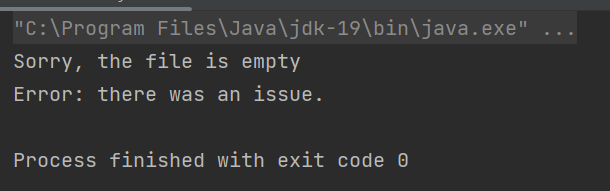 "C:\Program Files\Java\jdk-19\bin\java.exe" ...
Sorry, the file is empty
Error: there was an issue.
Process finished with exit code 0